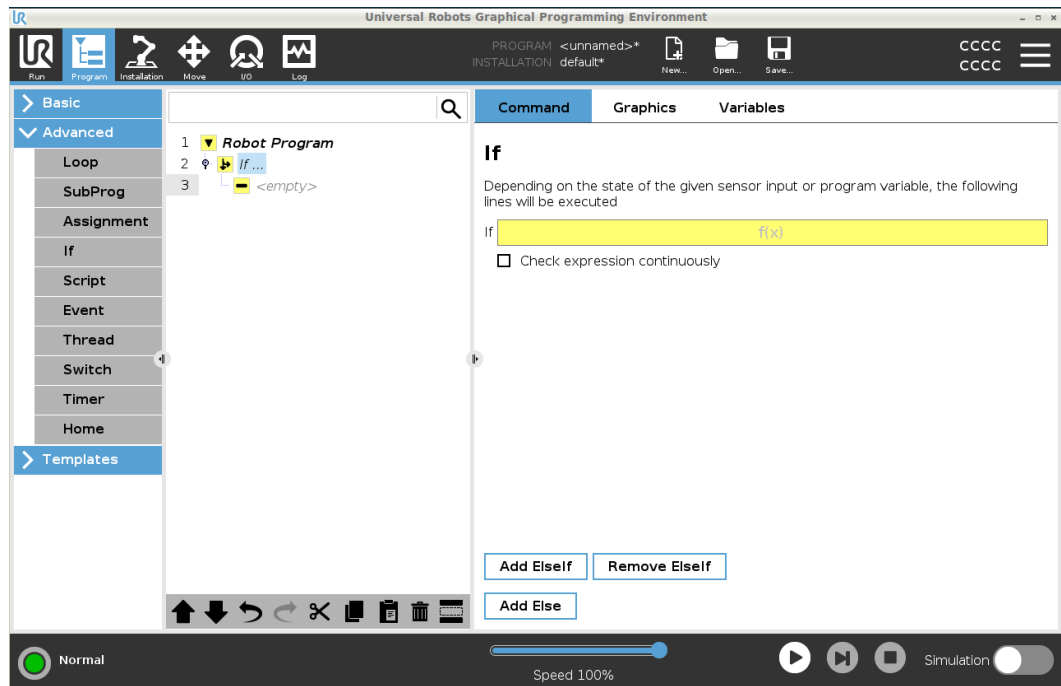 Universal Robots Graphical Programming Environment
Run
Program
Installation
Move
I/O
Log
PROGRAM <unnamed>*
INSTALLATION default*
New...
Open...
Save...
CCCC
CCCC
Basic
Advanced
Loop
SubProg
Assignment
If
Script
Event
Thread
Switch
Timer
Home
Templates
1 Robot Program
2 If ...
3 <empty>
Command Graphics Variables
If
Depending on the state of the given sensor input or program variable, the following
lines will be executed
If f(x)
Check expression continuously
Add ElseIf Remove ElseIf
Add Else
Normal
Speed 100%
Simulation